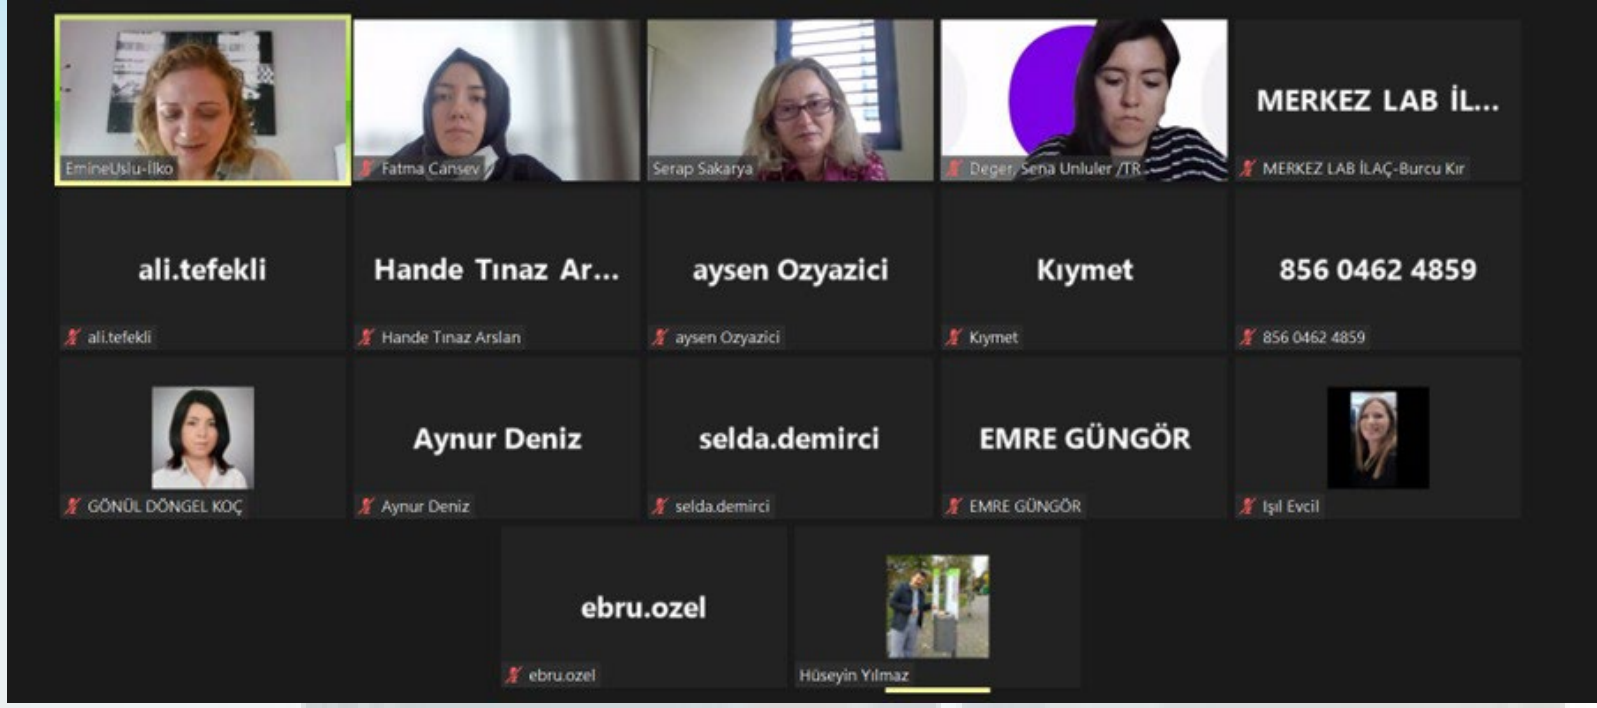 EmineUslu-İlko
Fatma Cansev
Serap Sakarya
Deger, Sena Unluler /TR
MERKEZ LAB İL...
MERKEZ LAB İLAÇ-Burcu Kır
ali.tefekli
ali.tefekli
Hande Tınaz Ar...
Hande Tınaz Arslan
aysen Ozyazici
aysen Ozyazici
Kıymet
Kıymet
856 0462 4859
856 0462 4859
GÖNÜL DÖNGEL KOÇ
Aynur Deniz
Aynur Deniz
selda.demirci
selda.demirci
EMRE GÜNGÖR
EMRE GÜNGÖR
Işıl Evcil
ebru.ozel
ebru.ozel
Hüseyin Yılmaz